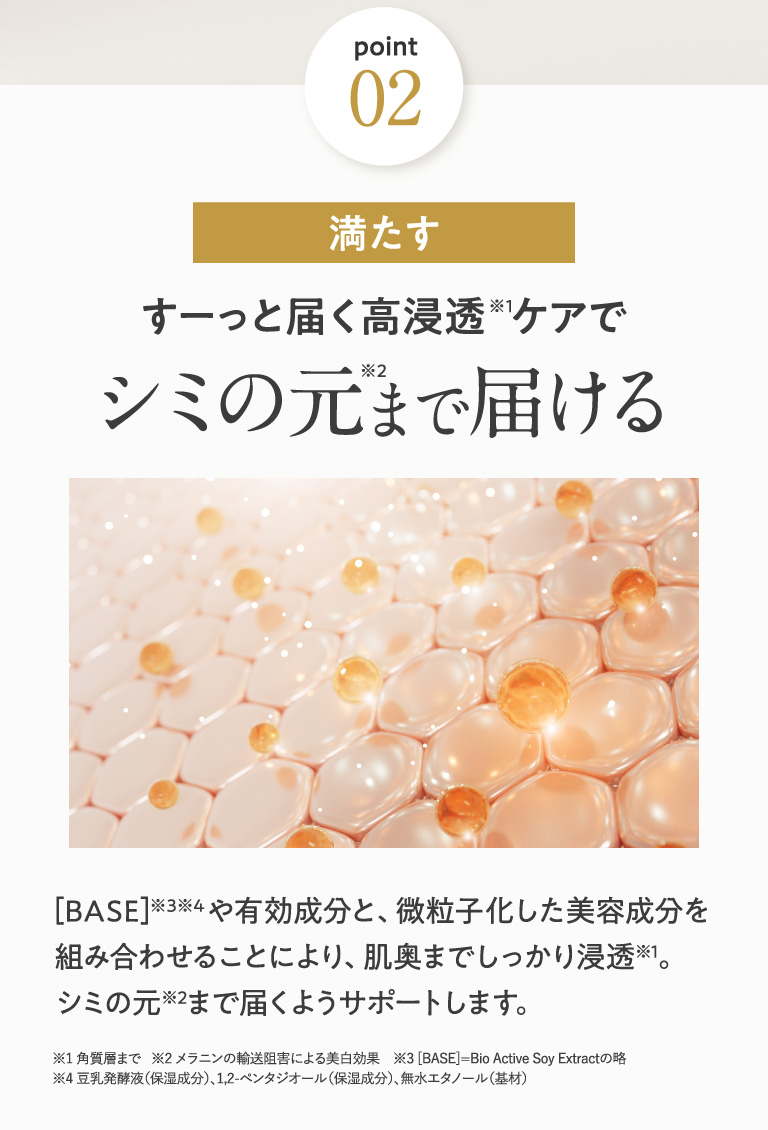 point
02
満たす
すーっと届く高浸透※1ケアで
シミの元※2まで届ける
[BASE]※3※4や有効成分と、微粒子化した美容成分を
組み合わせることにより、肌奥までしっかり浸透※1。
シミの元※2まで届くようサポートします。
※1 角質層まで ※2 メラニンの輸送阻害による美白効果 ※3 [BASE]=Bio Active Soy Extractの略
※4 豆乳発酵液(保湿成分)、1,2-ペンタジオール(保湿成分)、無水エタノール(基材)